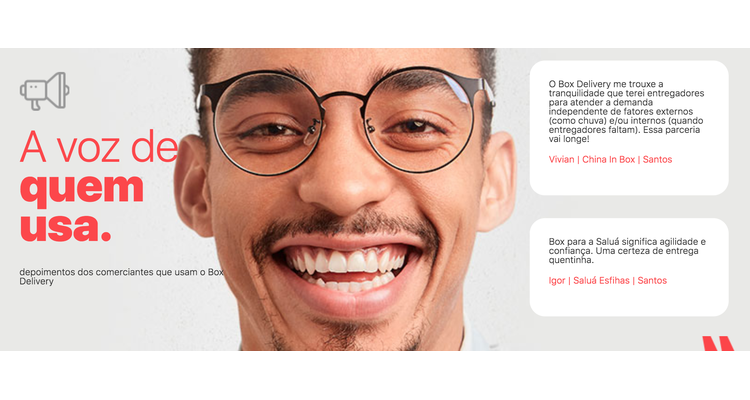 A voz de
quem
usa.
depoimentos dos comerciantes que usam o Box
Delivery
O Box Delivery me trouxe a
tranquilidade que terei entregadores
para atender a demanda
independente de fatores externos
(como chuva) e/ou internos (quando
entregadores faltam). Essa parceria
vai longe!
Vivian | China In Box | Santos
Box para a Saluá significa agilidade e
confiança. Uma certeza de entrega
quentinha.
Igor | Saluá Esfihas | Santos